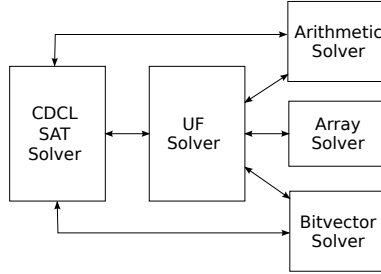 Arithmetic
Solver
CDCL
SAT
Solver
UF
Solver
Array
Solver
Bitvector
Solver